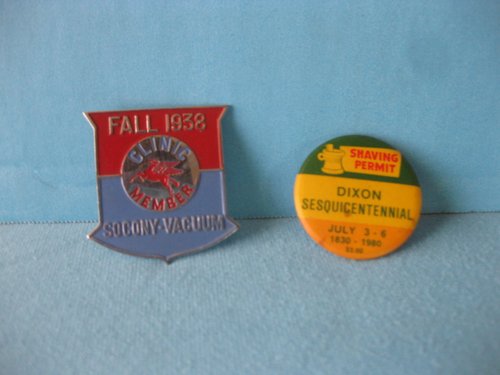 FALL 1938
CLINIC
MEMBER
SOCONY-VACUUM
SHAVING
PERMIT
DIXON
SESQUICENTENNIAL
JULY 3-6
1830-1980